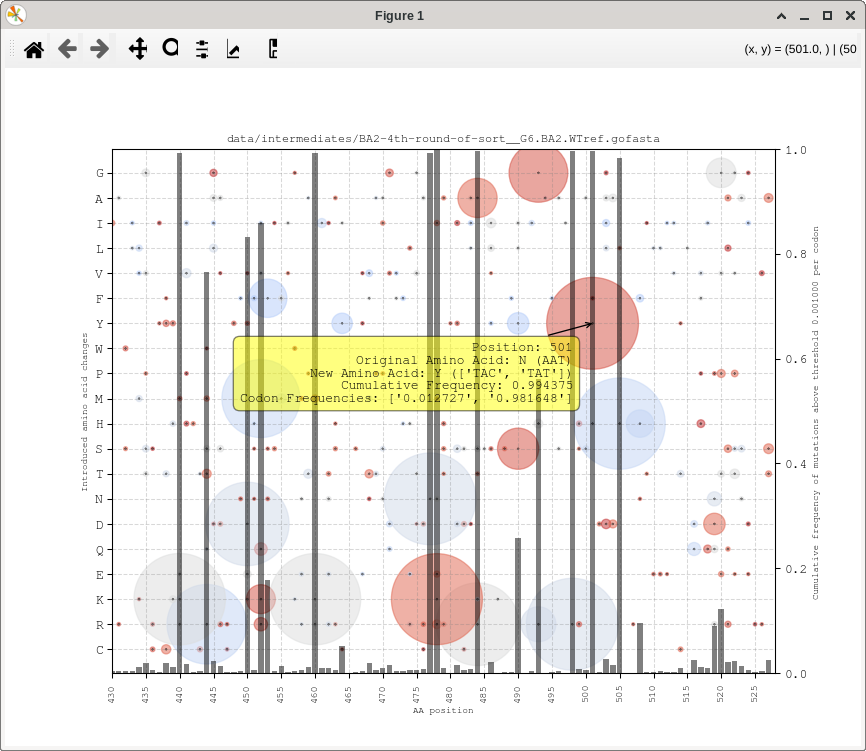 Figure 1
(x, y) = (501.0, ) | (50
data/intermediates/BA2-4th-round-of-sort__G6.BA2.WTref.gofasta
G
A
I
L
V
F
Y
W
P
M
H
S
T
N
D
Q
E
K
R
C
Introduced amino acid changes
Position: 501
Original Amino Acid: N (AAT)
New Amino Acid: Y (['TAC', 'TAT'])
Cumulative Frequency: 0.994375
Codon Frequencies: ['0.012727', '0.981648']
1.0
0.8
0.6
0.4
0.2
0.0
Cumulative frequency of mutations above threshold 0.001000 per codon
430 435 440 445 450 455 460 465 470 475 480 485 490 495 500 505 510 515 520 525
AA position